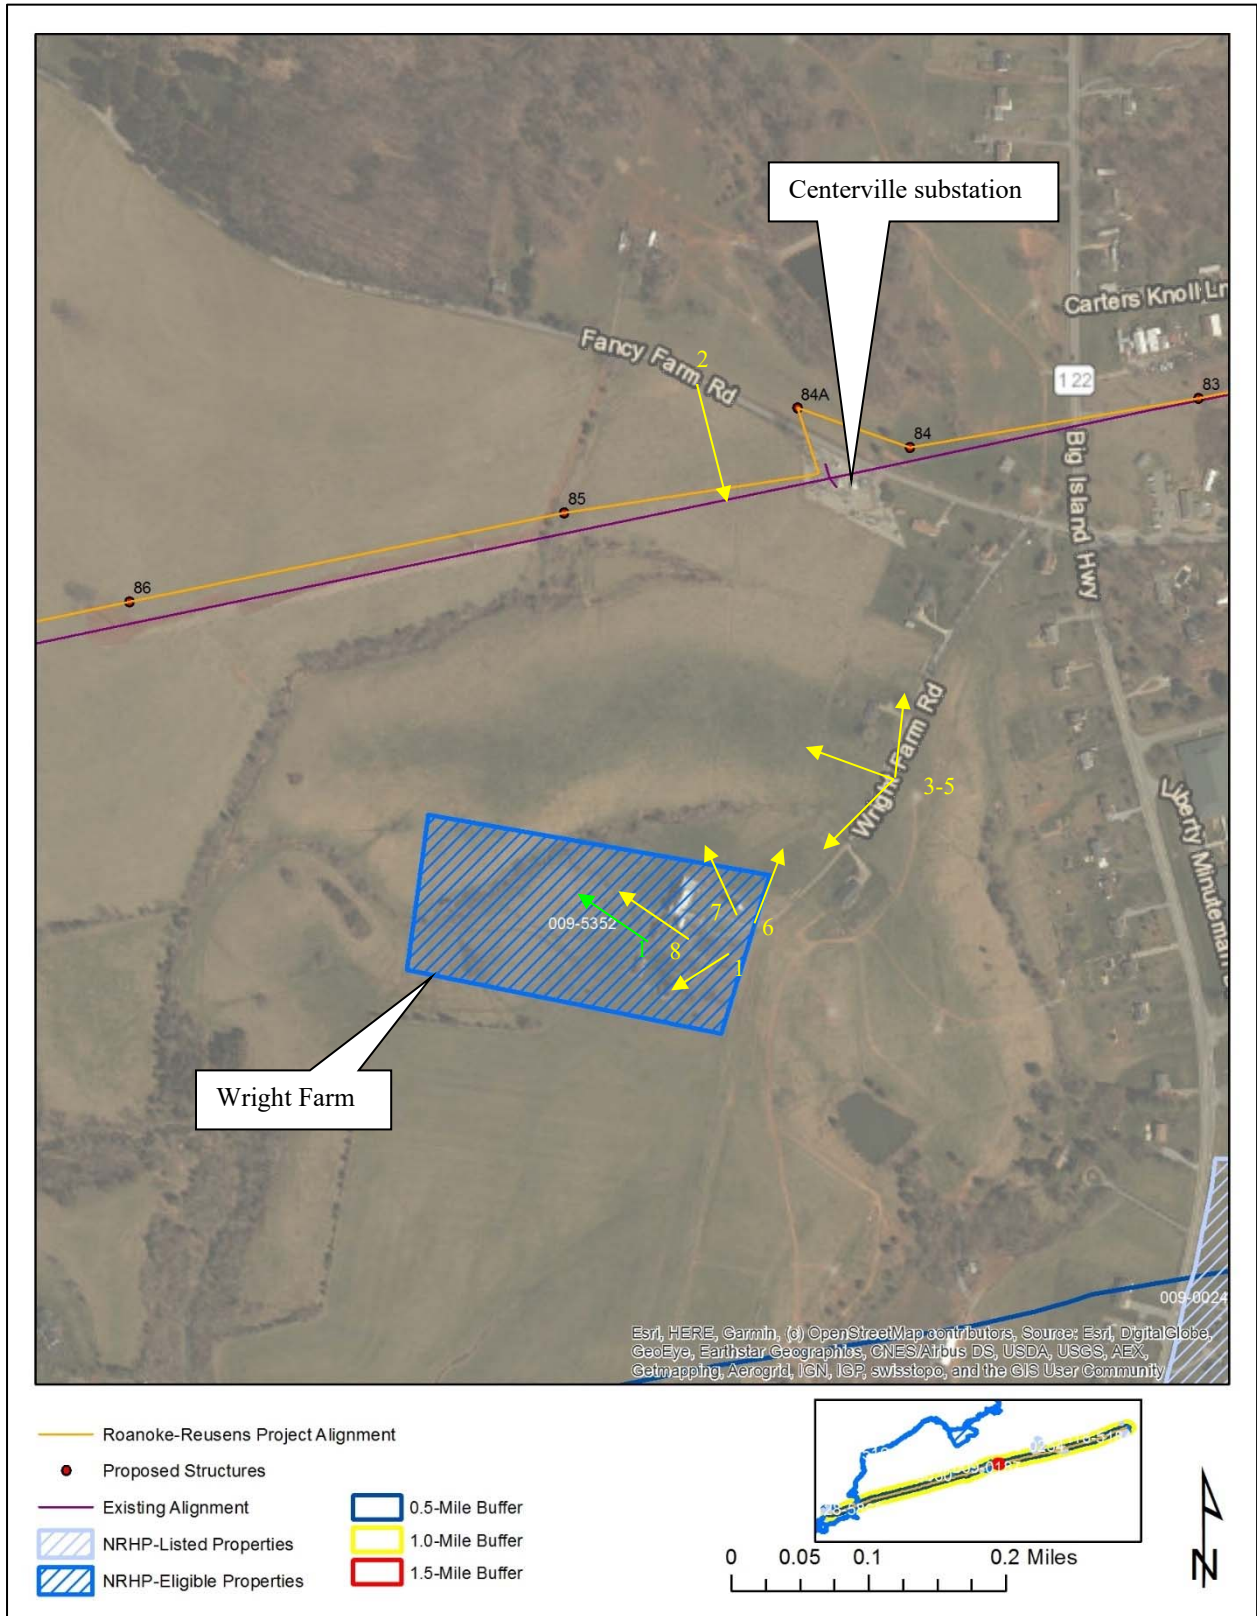 Centerville substation
Carters Knoll Ln
Fancy Farm Rd
2
84A
83
1 22
84
Big Island Hwy
85
86
Wright Farm Rd
3-5
Liberty Minuteman
009-5352
7
6
8
1
1
Wright Farm
009-0024
Esri, HERE, Garmin, (c) OpenStreetMap contributors, Source: Esri, DigitalGlobe,
GeoEye, Earthstar Geographics, CNES/Airbus DS, USDA, USGS, AEX,
Getmapping, Aerogrid, IGN, IGP, swisstopo, and the GIS User Community
Roanoke-Reusens Project Alignment
Proposed Structures
Existing Alignment
NRHP-Listed Properties
NRHP-Eligible Properties
0.5-Mile Buffer
1.0-Mile Buffer
1.5-Mile Buffer
0 0.05 0.1 0.2 Miles
N